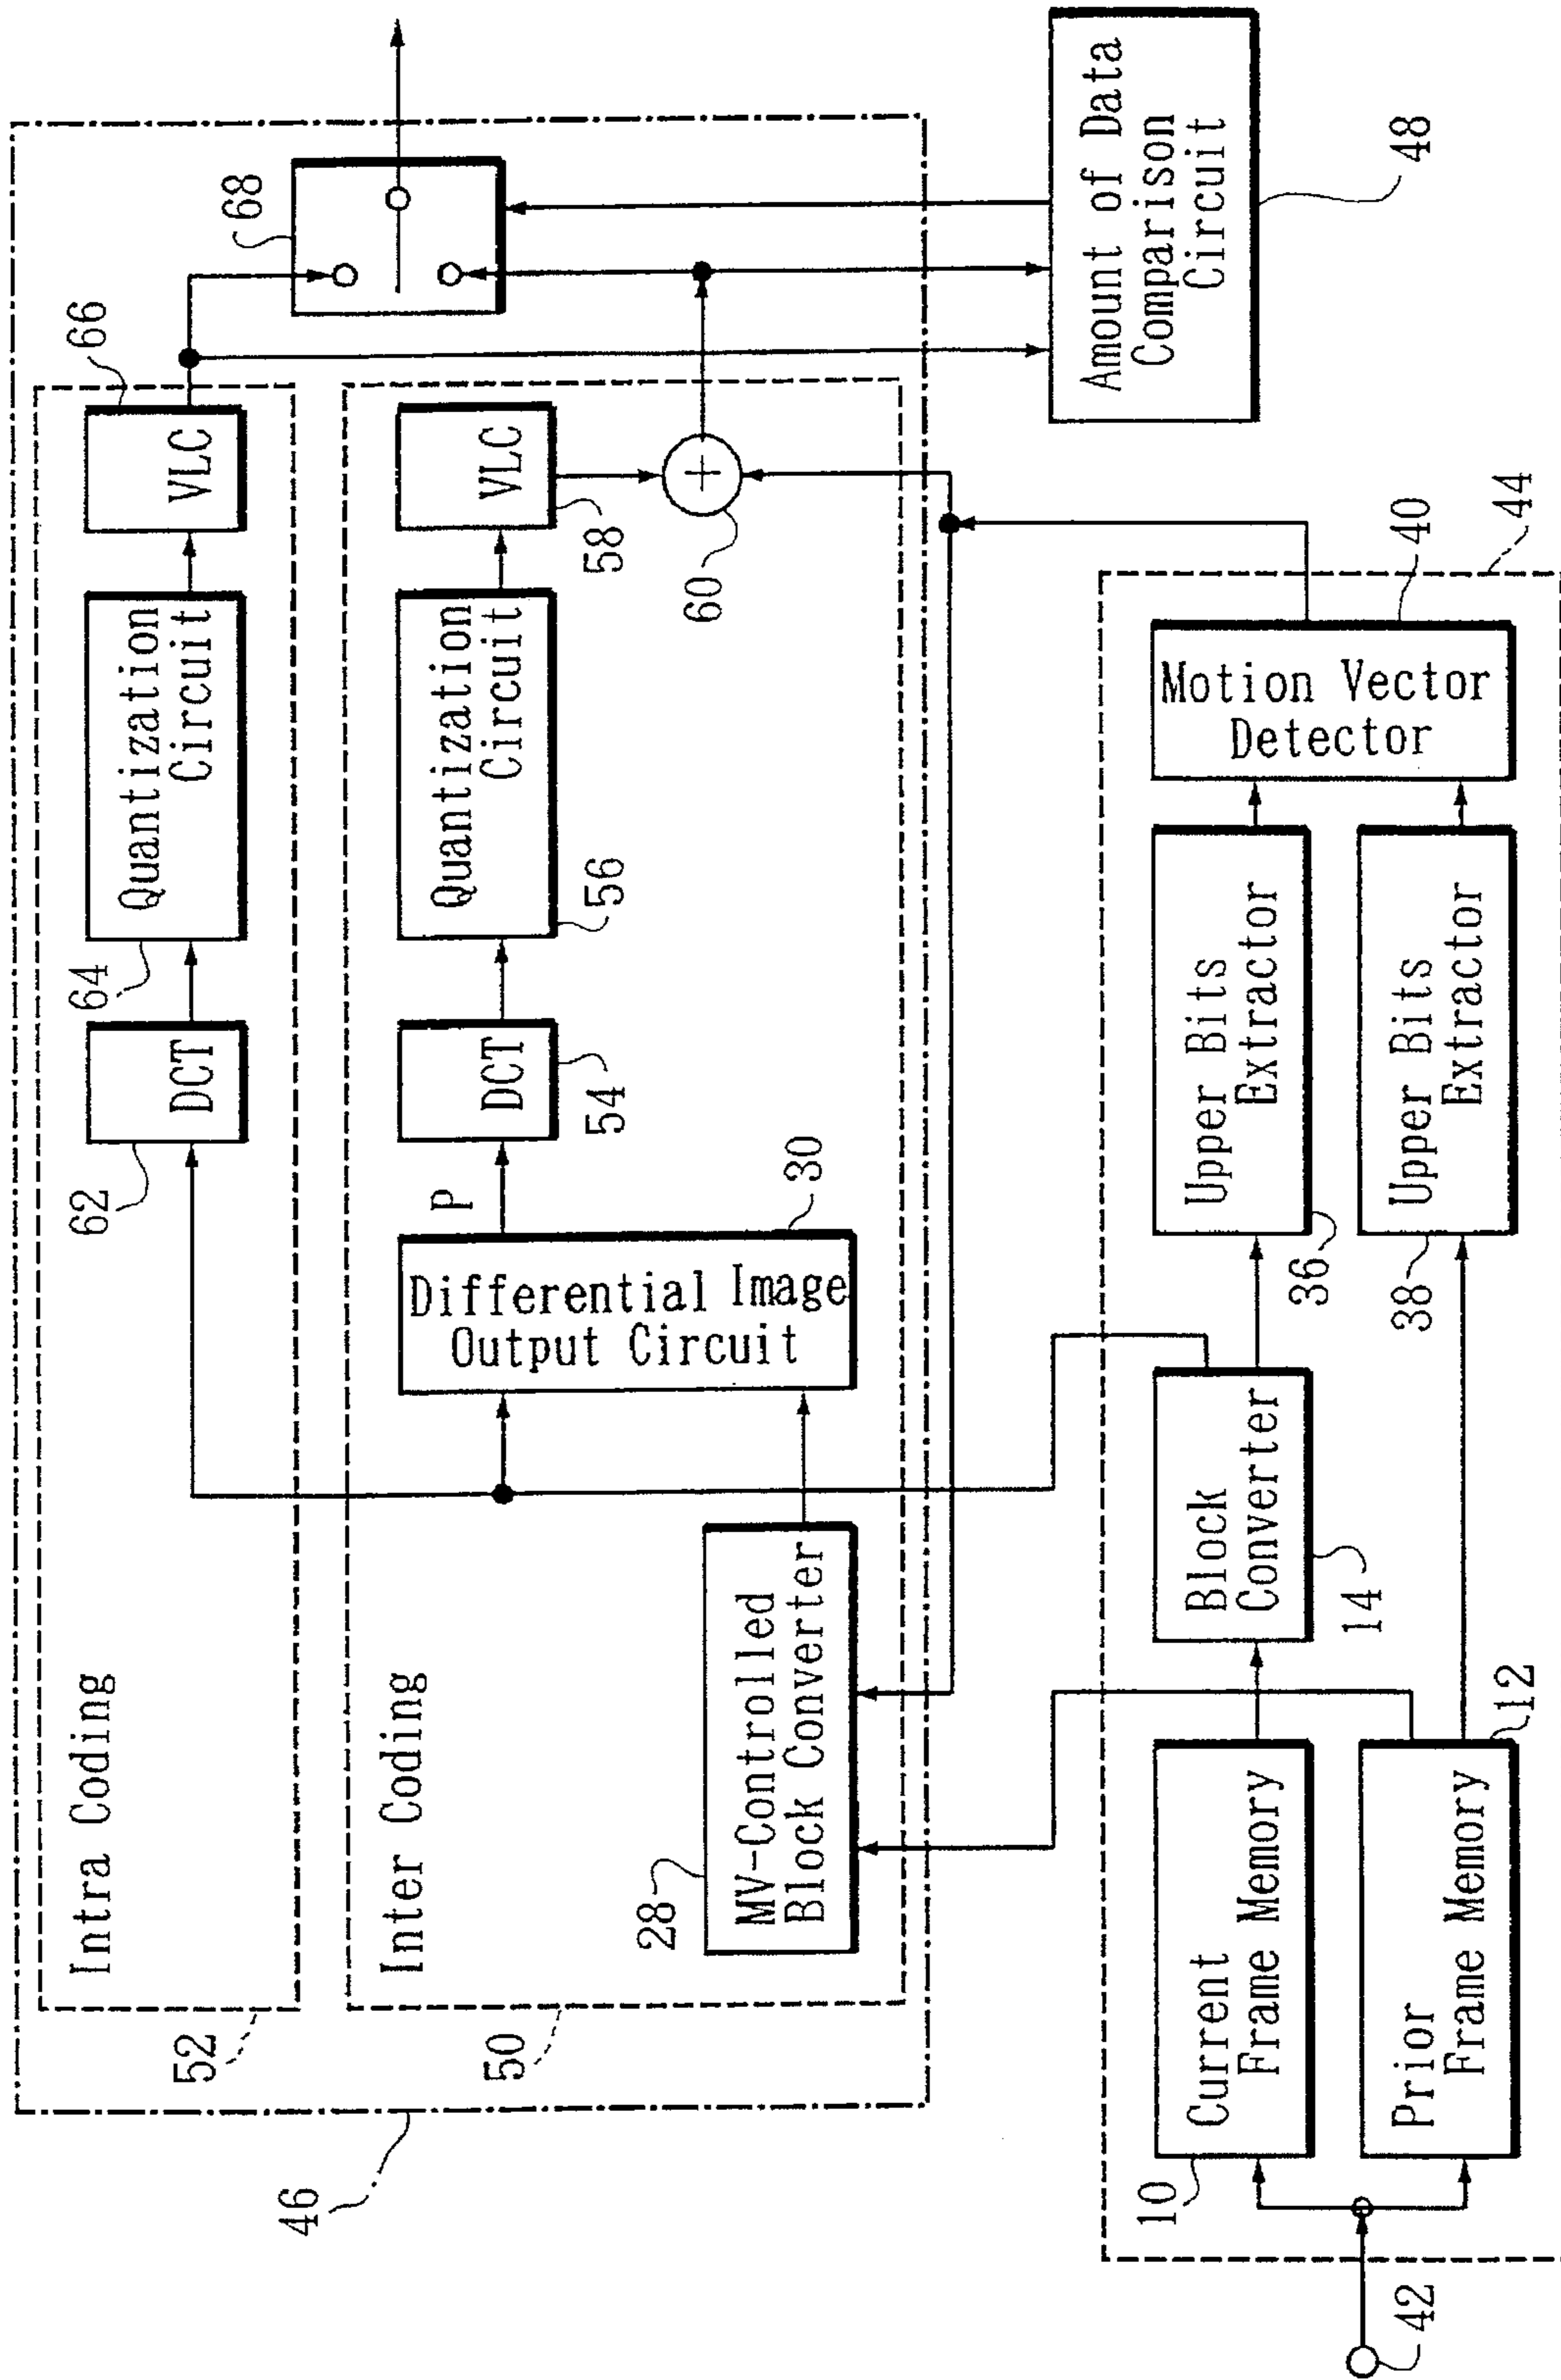 46
52
Intra Coding
62
DCT
64
Quantization
Circuit
66
VLC
68
50
Inter Coding
28
MV-Controlled
Block Converter
Differential Image
Output Circuit
30
P
DCT
54
Quantization
Circuit
56
VLC
58
60
+
Amount of Data
Comparison
Circuit
48
42
10
Current
Frame Memory
Prior
Frame Memory
12
Block
Converter
14
Upper Bits
Extractor
36
Upper Bits
Extractor
38
Motion Vector
Detector
40
44